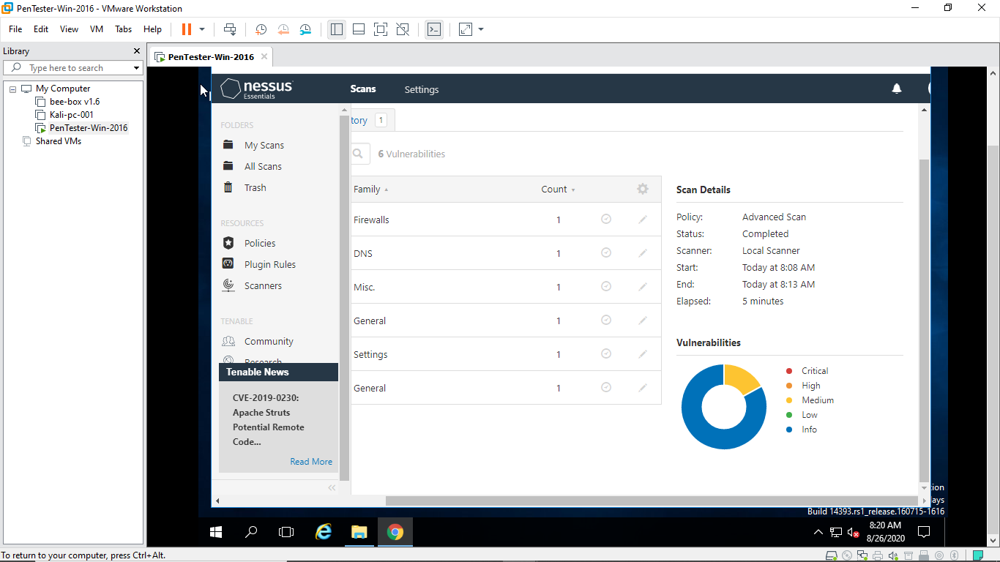 PenTester-Win-2016 - VMware Workstation
File Edit View VM Tabs Help
Library
Type here to search
My Computer
bee-box v1.6
Kali-pc-001
PenTester-Win-2016
Shared VMs
PenTester-Win-2016
nessus
Essentials
Scans
Settings
FOLDERS
My Scans
All Scans
Trash
RESOURCES
Policies
Plugin Rules
Scanners
TENABLE
Community
Research
Tenable News
CVE-2019-0230:
Apache Struts
Potential Remote
Code...
Read More
tory 1
6 Vulnerabilities
Family Count
Firewalls 1
DNS 1
Misc. 1
General 1
Settings 1
General 1
Scan Details
Policy: Advanced Scan
Status: Completed
Scanner: Local Scanner
Start: Today at 8:08 AM
End: Today at 8:13 AM
Elapsed: 5 minutes
Vulnerabilities
Critical
High
Medium
Low
Info
tion
ays
Build 14393.rs1_release.160715-1616
8:20 AM
8/26/2020
To return to your computer, press Ctrl+Alt.